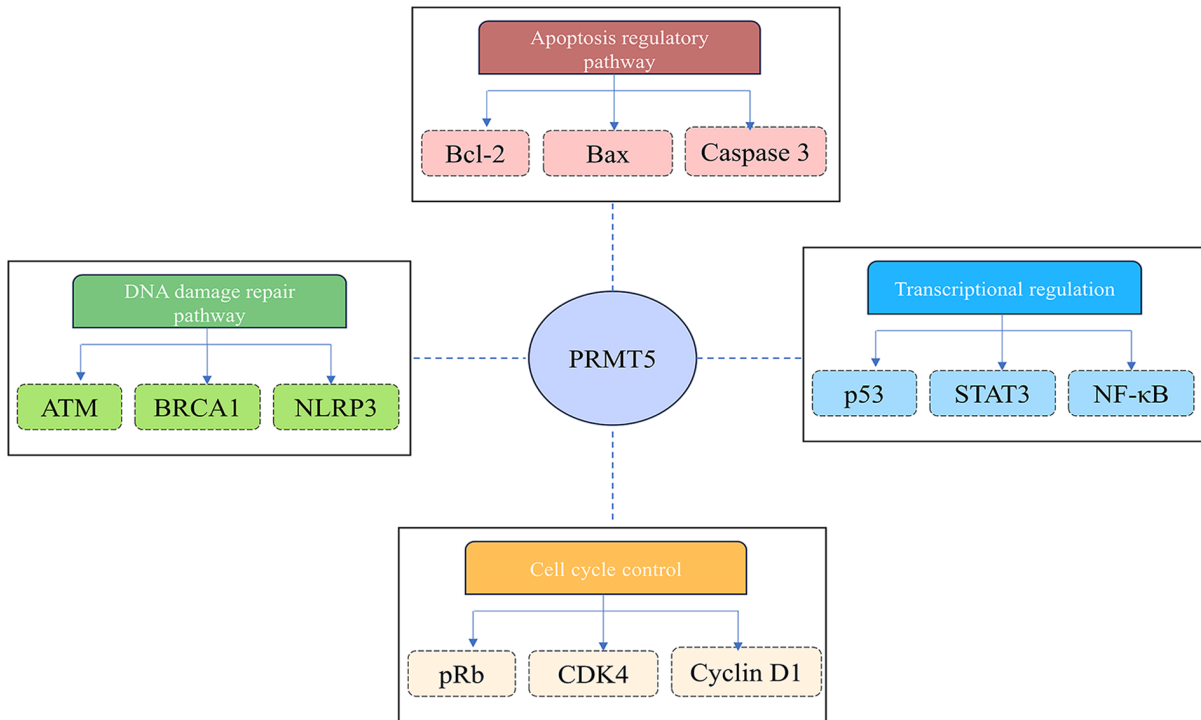 Apoptosis regulatory
pathway
Bcl-2
Bax
Caspase 3
DNA damage repair
pathway
ATM
BRCA1
NLRP3
PRMT5
Transcriptional regulation
p53
STAT3
NF-κB
Cell cycle control
pRb
CDK4
Cyclin D1